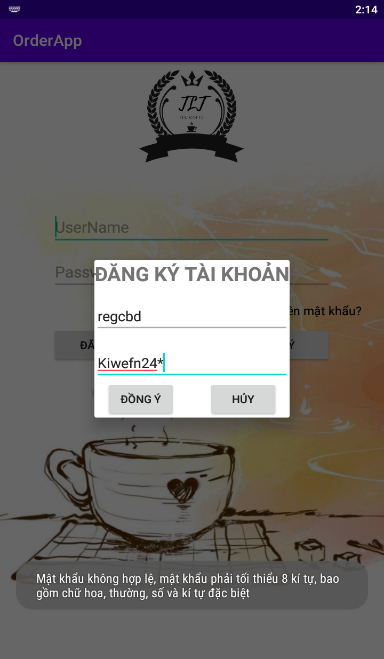 2:14
OrderApp
TLT
UserName
ĐĂNG KÝ TÀI KHOẢN
regcbd
ên mật khẩu?
Kiwefn24*
ĐỒNG Ý
HỦY
Mật khẩu không hợp lệ, mật khẩu phải tối thiểu 8 kí tự, bao
gồm chữ hoa, thường, số và kí tự đặc biệt